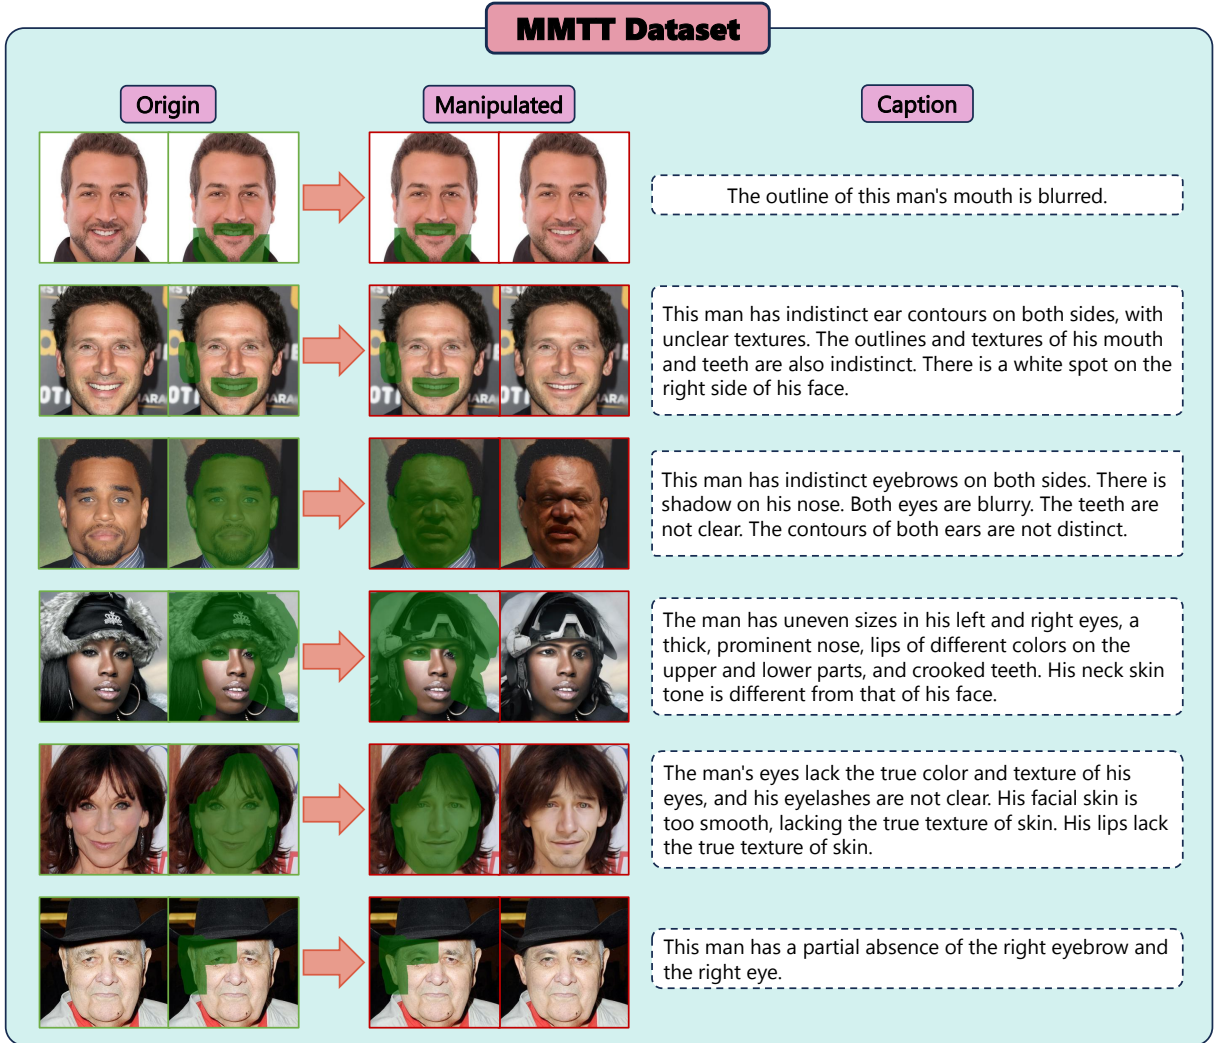 MMTT Dataset
Origin
Manipulated
Caption
The outline of this man's mouth is blurred.
This man has indistinct ear contours on both sides, with
unclear textures. The outlines and textures of his mouth
and teeth are also indistinct. There is a white spot on the
right side of his face.
This man has indistinct eyebrows on both sides. There is
shadow on his nose. Both eyes are blurry. The teeth are
not clear. The contours of both ears are not distinct.
The man has uneven sizes in his left and right eyes, a
thick, prominent nose, lips of different colors on the
upper and lower parts, and crooked teeth. His neck skin
tone is different from that of his face.
The man's eyes lack the true color and texture of his
eyes, and his eyelashes are not clear. His facial skin is
too smooth, lacking the true texture of skin. His lips lack
the true texture of skin.
This man has a partial absence of the right eyebrow and
the right eye.